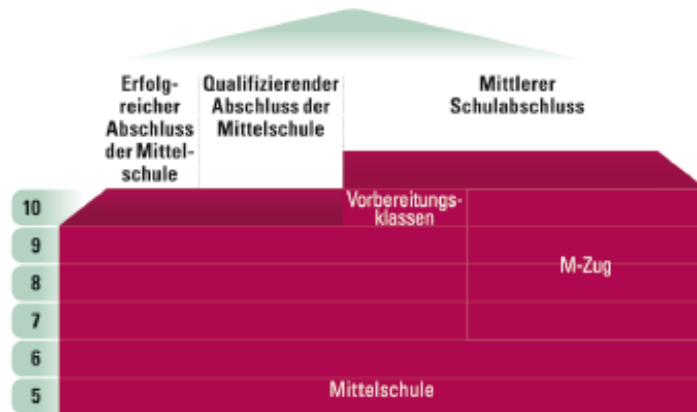 Erfolg-
reicher
Abschluss
der Mittel-
schule
Qualifizierender
Abschluss der
Mittelschule
Mittlerer
Schulabschluss
10
Vorbereitungs-
klassen
9
M-Zug
8
7
6
5
Mittelschule